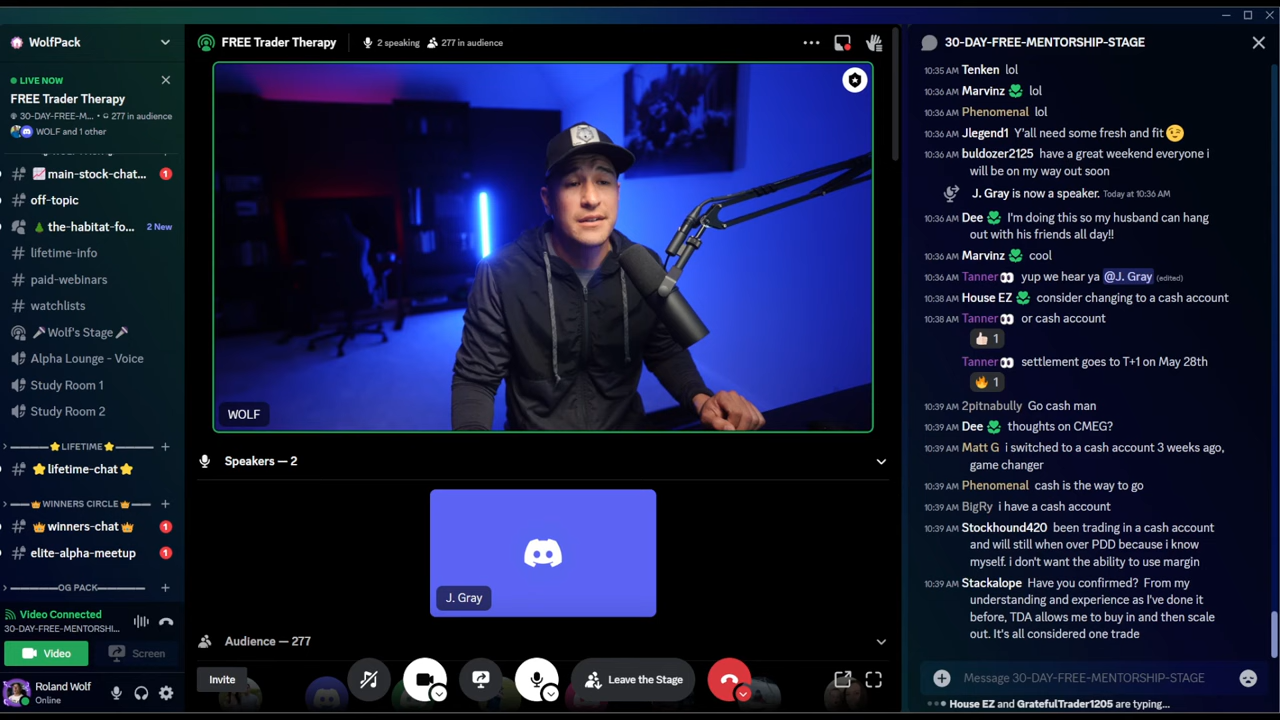 WolfPack
LIVE NOW
FREE Trader Therapy
30-DAY-FREE-M... • 277 in audience
WOLF and 1 other
main-stock-chat...
1
off-topic
the-habitat-fo...
2 New
lifetime-info
paid-webinars
watchlists
Wolf's Stage
Alpha Lounge - Voice
Study Room 1
Study Room 2
LIFETIME
lifetime-chat
WINNERS CIRCLE
winners-chat
1
elite-alpha-meetup
1
OG PACK
Video Connected
30-DAY-FREE-MENTORSHI...
Video
Screen
Roland Wolf
Online
FREE Trader Therapy
2 speaking
277 in audience
WOLF
Speakers — 2
J. Gray
Audience — 277
Invite
Leave the Stage
30-DAY-FREE-MENTORSHIP-STAGE
10:35 AM Tenken lol
10:36 AM Marvinz lol
Phenomenal lol
10:36 AM Jlegend1 Y'all need some fresh and fit 😉
10:36 AM buldozer2125 have a great weekend everyone i
will be on my way out soon
J. Gray is now a speaker. Today at 10:36 AM
10:36 AM Dee I'm doing this so my husband can hang
out with his friends all day!!
Marvinz cool
10:36 AM Tanner👀 yup we hear ya @J. Gray (edited)
10:38 AM House EZ consider changing to a cash account
10:38 AM Tanner👀 or cash account
👍🏻 1
Tanner👀 settlement goes to T+1 on May 28th
🔥 1
10:39 AM 2pitnabully Go cash man
10:39 AM Dee thoughts on CMEG?
10:39 AM Matt G i switched to a cash account 3 weeks ago,
game changer
10:39 AM Phenomenal cash is the way to go
10:39 AM BigRy i have a cash account
10:39 AM Stockhound420 been trading in a cash account
and will still when over PDD because i know
myself. i don't want the ability to use margin
10:39 AM Stackalope Have you confirmed? From my
understanding and experience as I've done it
before, TDA allows me to buy in and then scale
out. It's all considered one trade
Message 30-DAY-FREE-MENTORSHIP-STAGE
House EZ and GratefulTrader1205 are typing...